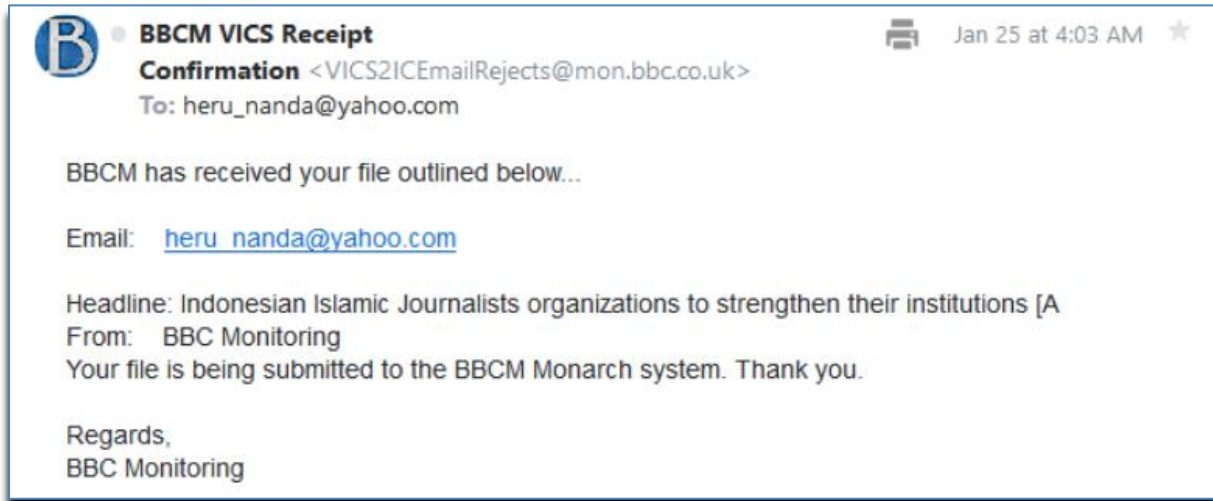 B
BBCM VICS Receipt Jan 25 at 4:03 AM
Confirmation <VICS2ICEmailRejects@mon.bbc.co.uk>
To: heru_nanda@yahoo.com
BBCM has received your file outlined below...
Email: heru_nanda@yahoo.com
Headline: Indonesian Islamic Journalists organizations to strengthen their institutions [A
From: BBC Monitoring
Your file is being submitted to the BBCM Monarch system. Thank you.
Regards,
BBC Monitoring